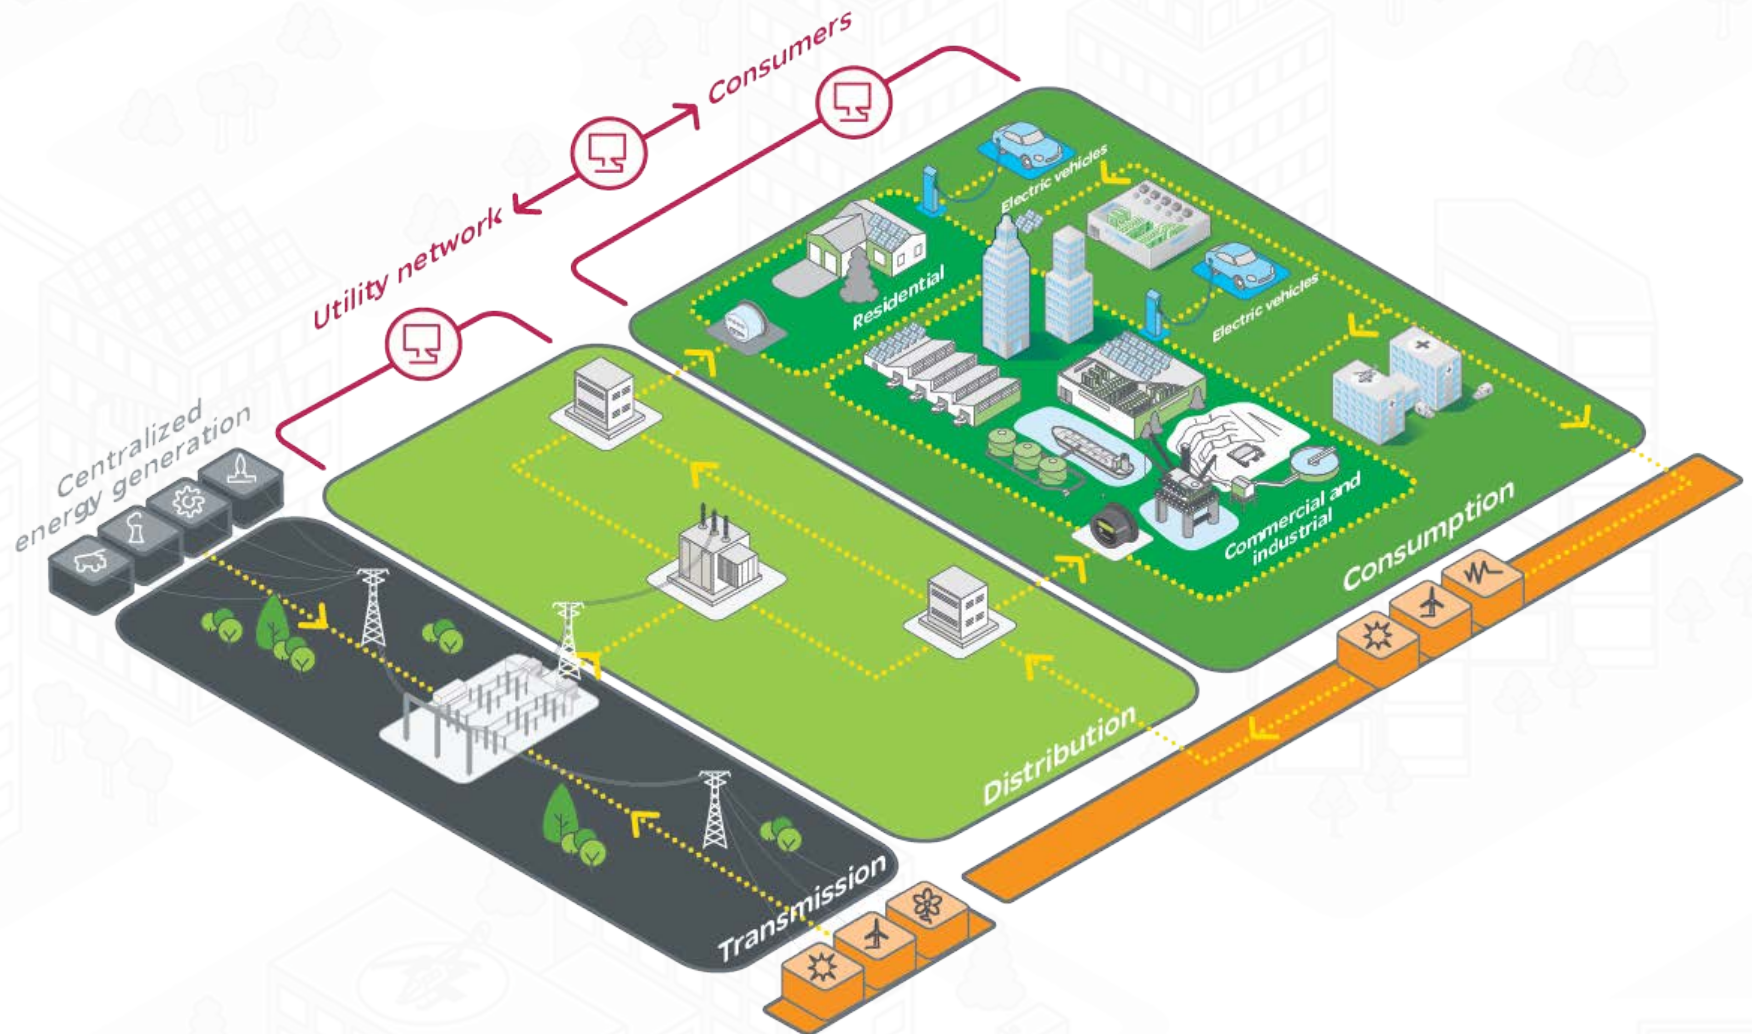 Consumers
Utility network
Centralized
energy generation
Electric vehicles
Residential
Electric vehicles
Commercial and
industrial
Consumption
Distribution
Transmission